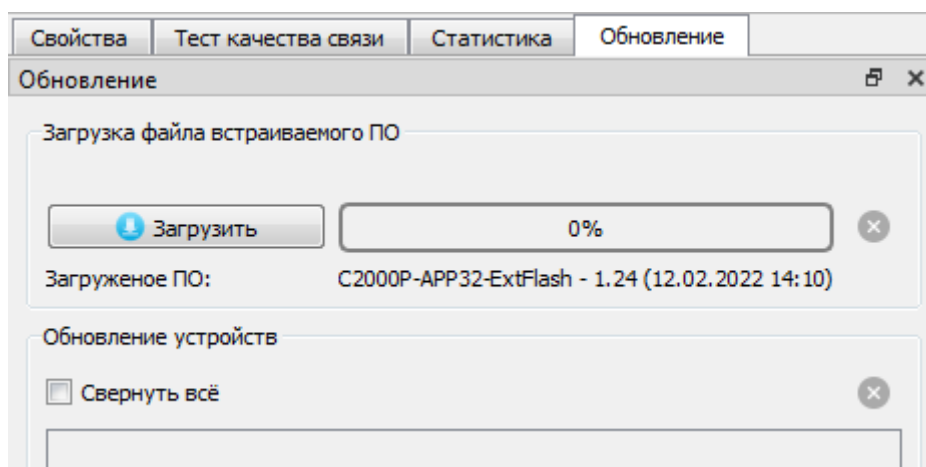 Свойства Тест качества связи Статистика Обновление
Обновление
Загрузка файла встраиваемого ПО
Загрузить 0%
Загруженое ПО: C2000P-APP32-ExtFlash - 1.24 (12.02.2022 14:10)
Обновление устройств
Свернуть всё